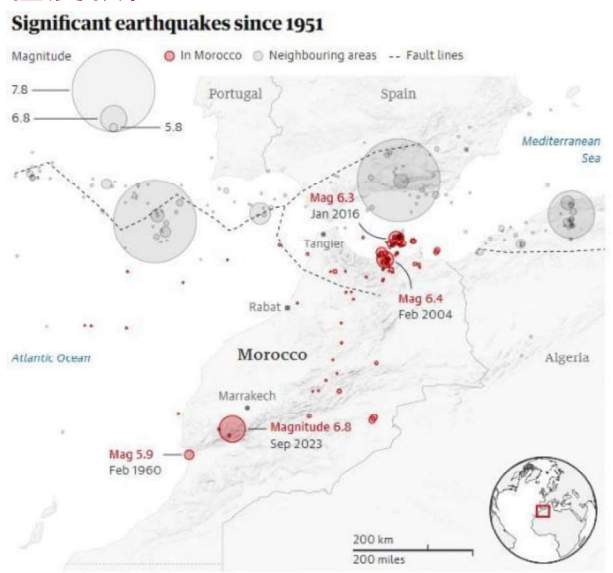 Significant earthquakes since 1951
Magnitude
In Morocco
Neighbouring areas
Fault lines
7.8
6.8
5.8
Portugal
Spain
Mediterranean
Sea
Mag 6.3
Jan 2016
Tangier
Mag 6.4
Feb 2004
Rabat
Morocco
Atlantic Ocean
Algeria
Marrakech
Magnitude 6.8
Sep 2023
Mag 5.9
Feb 1960
200 km
200 miles